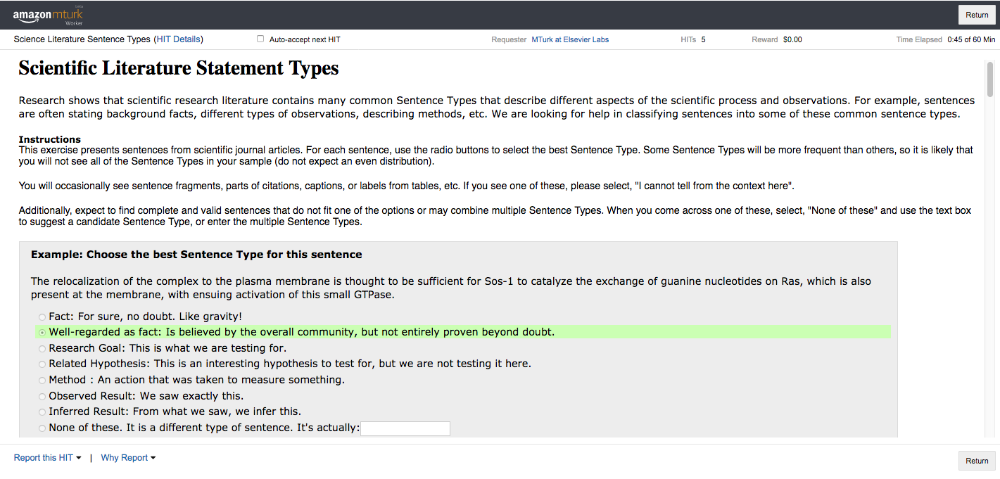 beta
amazonmturk
Worker
Return
Science Literature Sentence Types (HIT Details)
Auto-accept next HIT
Requester MTurk at Elsevier Labs
HITs 5
Reward $0.00
Time Elapsed 0:45 of 60 Min
Scientific Literature Statement Types
Research shows that scientific research literature contains many common Sentence Types that describe different aspects of the scientific process and observations. For example, sentences
are often stating background facts, different types of observations, describing methods, etc. We are looking for help in classifying sentences into some of these common sentence types.
Instructions
This exercise presents sentences from scientific journal articles. For each sentence, use the radio buttons to select the best Sentence Type. Some Sentence Types will be more frequent than others, so it is likely that
you will not see all of the Sentence Types in your sample (do not expect an even distribution).
You will occasionally see sentence fragments, parts of citations, captions, or labels from tables, etc. If you see one of these, please select, "I cannot tell from the context here".
Additionally, expect to find complete and valid sentences that do not fit one of the options or may combine multiple Sentence Types. When you come across one of these, select, "None of these" and use the text box
to suggest a candidate Sentence Type, or enter the multiple Sentence Types.
Example: Choose the best Sentence Type for this sentence
The relocalization of the complex to the plasma membrane is thought to be sufficient for Sos-1 to catalyze the exchange of guanine nucleotides on Ras, which is also
present at the membrane, with ensuing activation of this small GTPase.
Fact: For sure, no doubt. Like gravity!
Well-regarded as fact: Is believed by the overall community, but not entirely proven beyond doubt.
Research Goal: This is what we are testing for.
Related Hypothesis: This is an interesting hypothesis to test for, but we are not testing it here.
Method : An action that was taken to measure something.
Observed Result: We saw exactly this.
Inferred Result: From what we saw, we infer this.
None of these. It is a different type of sentence. It's actually:
Report this HIT | Why Report
Return